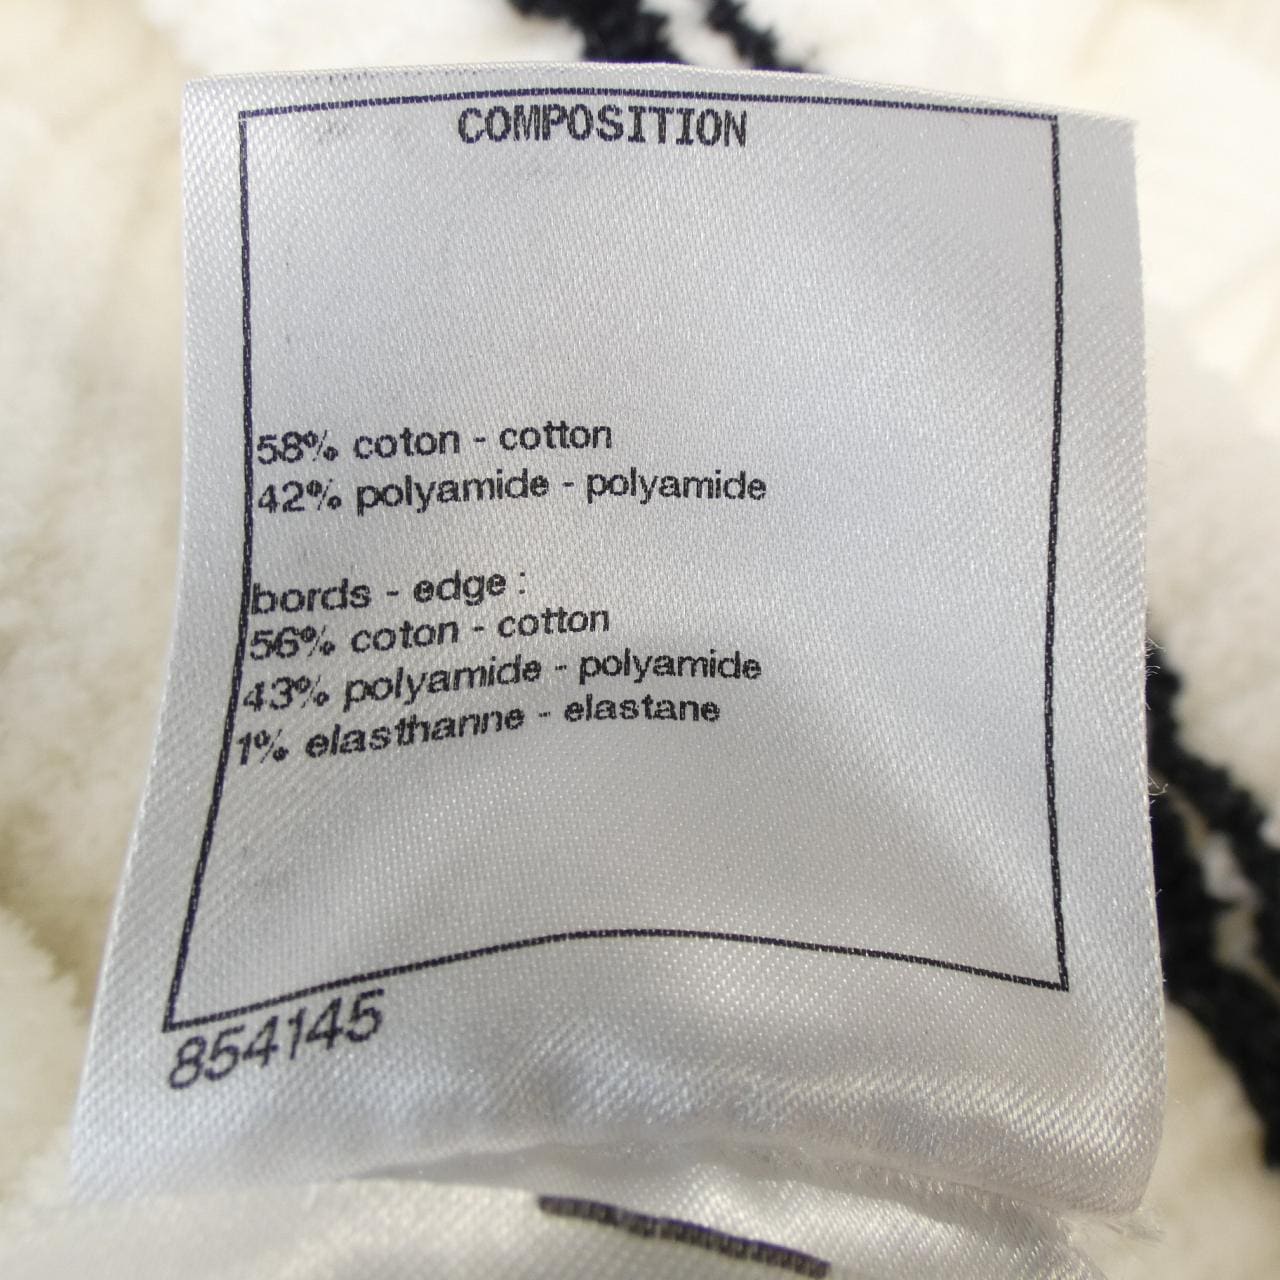 COMPOSITION
58% coton - cotton
42% polyamide - polyamide
bords - edge :
56% coton - cotton
43% polyamide - polyamide
1% elasthanne - elastane
854145